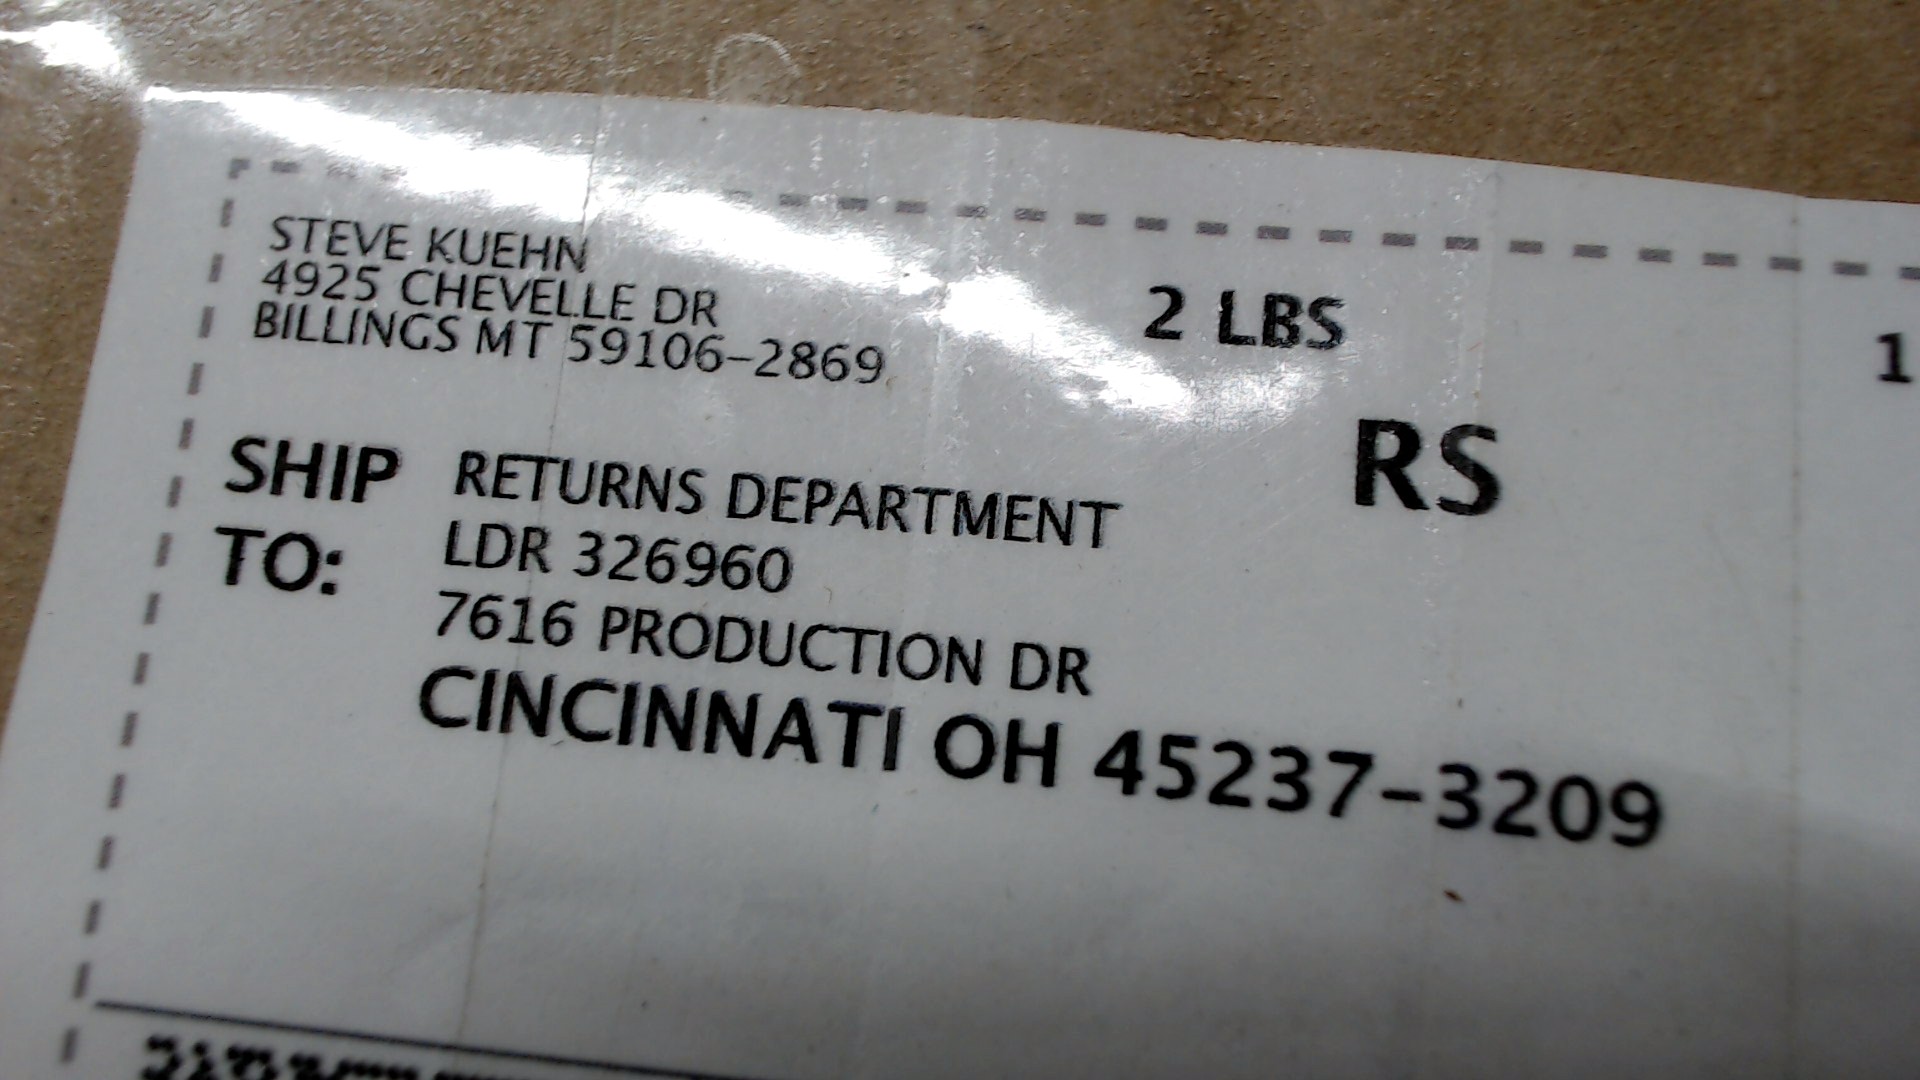 STEVE KUEHN
4925 CHEVELLE DR
BILLINGS MT 59106-2869
2 LBS
1
RS
SHIP TO:
RETURNS DEPARTMENT
LDR 326960
7616 PRODUCTION DR
CINCINNATI OH 45237-3209